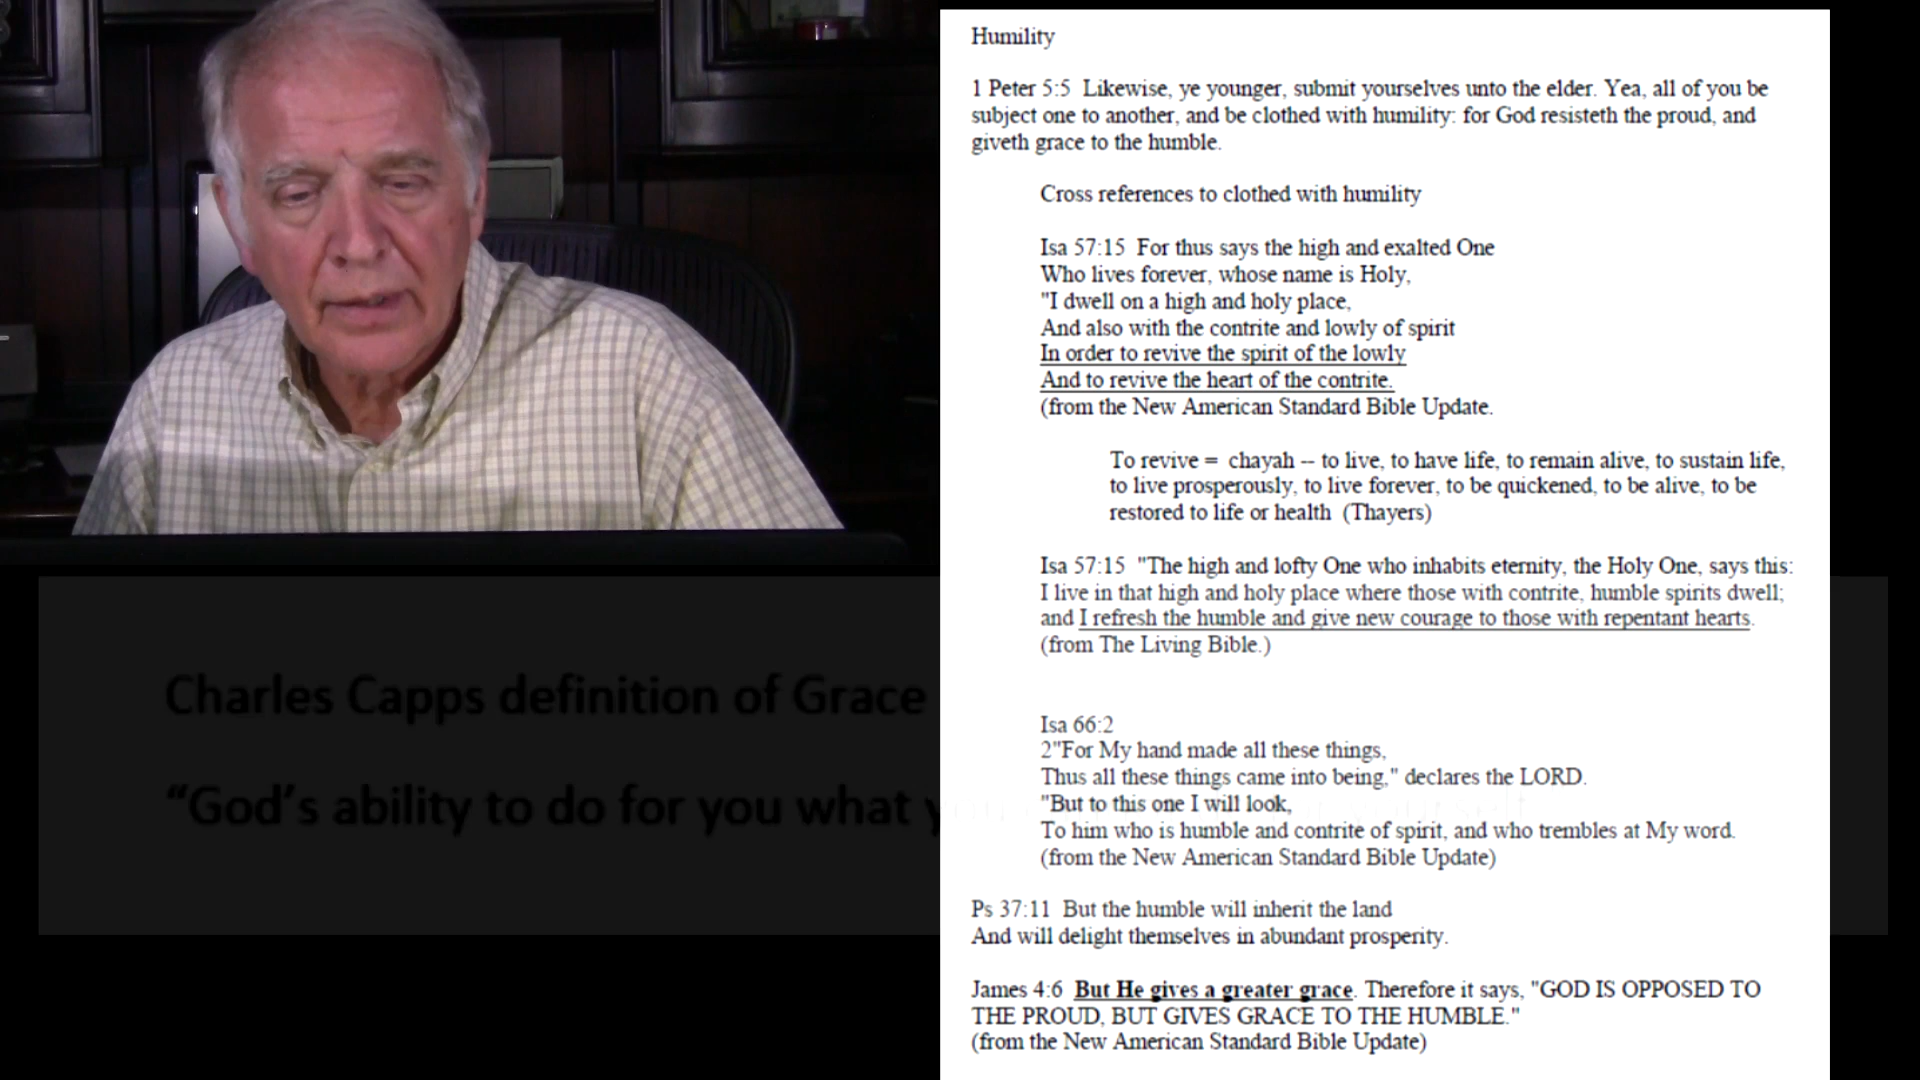 Humility
1 Peter 5:5 Likewise, ye younger, submit yourselves unto the elder. Yea, all of you be
subject one to another, and be clothed with humility: for God resisteth the proud, and
giveth grace to the humble.
Cross references to clothed with humility
Isa 57:15 For thus says the high and exalted One
Who lives forever, whose name is Holy,
"I dwell on a high and holy place,
And also with the contrite and lowly of spirit
In order to revive the spirit of the lowly
And to revive the heart of the contrite.
(from the New American Standard Bible Update.
To revive = chayah -- to live, to have life, to remain alive, to sustain life,
to live prosperously, to live forever, to be quickened, to be alive, to be
restored to life or health (Thayers)
Isa 57:15 "The high and lofty One who inhabits eternity, the Holy One, says this:
I live in that high and holy place where those with contrite, humble spirits dwell;
and I refresh the humble and give new courage to those with repentant hearts.
(from The Living Bible.)
Isa 66:2
2"For My hand made all these things,
Thus all these things came into being," declares the LORD.
"But to this one I will look,
To him who is humble and contrite of spirit, and who trembles at My word.
(from the New American Standard Bible Update)
Ps 37:11 But the humble will inherit the land
And will delight themselves in abundant prosperity.
James 4:6 But He gives a greater grace. Therefore it says, "GOD IS OPPOSED TO
THE PROUD, BUT GIVES GRACE TO THE HUMBLE."
(from the New American Standard Bible Update)
Charles Capps definition of Grace
“God's ability to do for you what